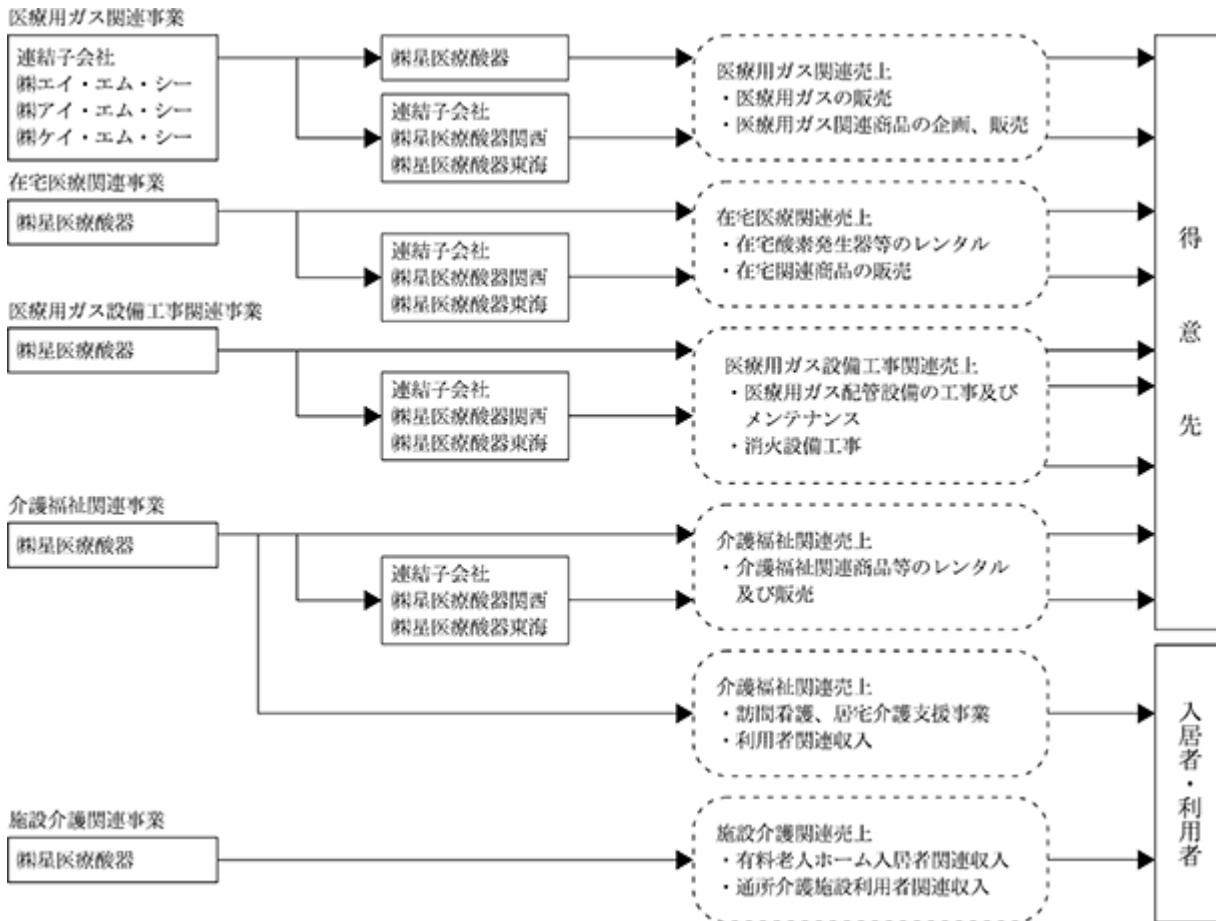 医療用ガス関連事業
連結子会社
㈱エイ・エム・シー
㈱アイ・エム・シー
㈱ケイ・エム・シー
㈱星医療酸器
連結子会社
㈱星医療酸器関西
㈱星医療酸器東海
医療用ガス関連売上
・医療用ガスの販売
・医療用ガス関連商品の企画、販売
在宅医療関連事業
㈱星医療酸器
連結子会社
㈱星医療酸器関西
㈱星医療酸器東海
在宅医療関連売上
・在宅酸素発生器等のレンタル
・在宅関連商品の販売
医療用ガス設備工事関連事業
㈱星医療酸器
連結子会社
㈱星医療酸器関西
㈱星医療酸器東海
医療用ガス設備工事関連売上
・医療用ガス配管設備の工事及び
メンテナンス
・消火設備工事
介護福祉関連事業
㈱星医療酸器
連結子会社
㈱星医療酸器関西
㈱星医療酸器東海
介護福祉関連売上
・介護福祉関連商品等のレンタル
及び販売
得意先
介護福祉関連売上
・訪問看護、居宅介護支援事業
・利用者関連収入
施設介護関連事業
㈱星医療酸器
施設介護関連売上
・有料老人ホーム入居者関連収入
・通所介護施設利用者関連収入
入居者・利用者